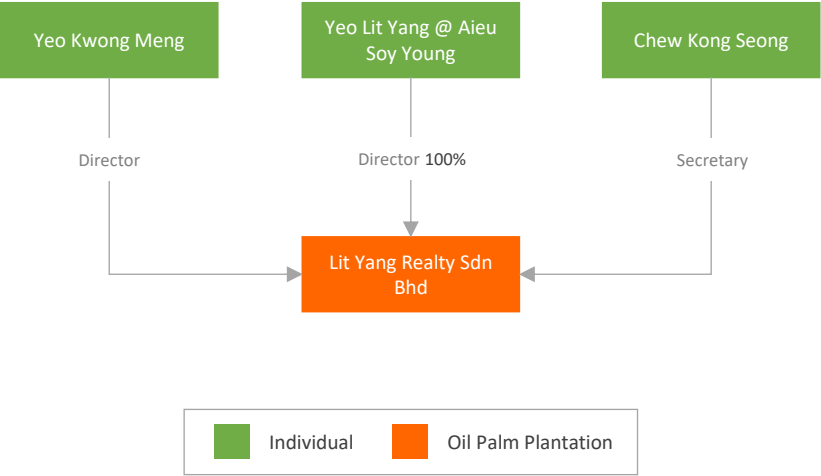 Yeo Kwong Meng
Yeo Lit Yang @ Aieu
Soy Young
Chew Kong Seong
Director
Director 100%
Secretary
Lit Yang Realty Sdn
Bhd
Individual
Oil Palm Plantation